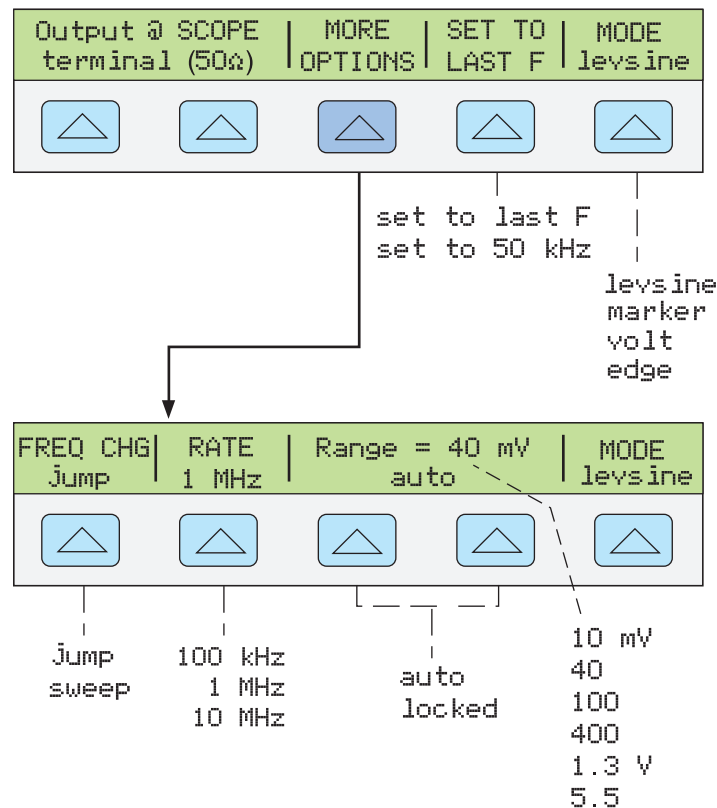 Output @ SCOPE
terminal (50Ω)
MORE
OPTIONS
SET TO
LAST F
MODE
levsine
set to last F
set to 50 kHz
levsine
marker
volt
edge
FREQ CHG
jump
RATE
1 MHz
Range = 40 mV
auto
MODE
levsine
jump
sweep
100 kHz
1 MHz
10 MHz
auto
locked
10 mV
40
100
400
1.3 V
5.5